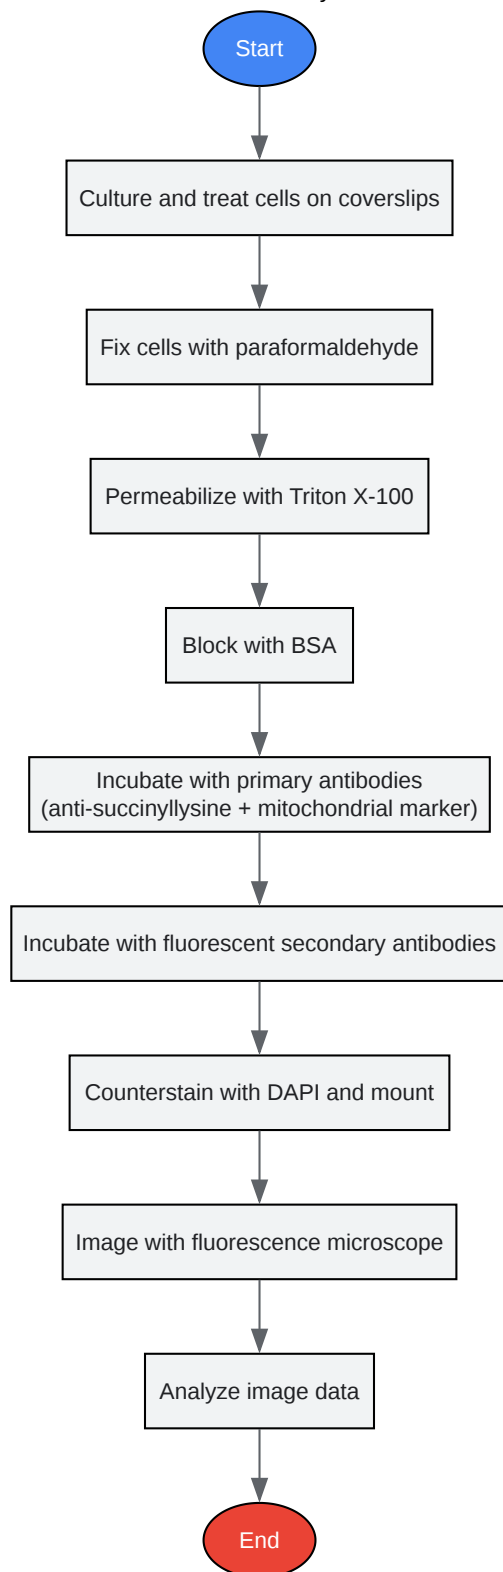 Start
Culture and treat cells on coverslips
Fix cells with paraformaldehyde
Permeabilize with Triton X-100
Block with BSA
Incubate with primary antibodies
(anti-succinyllysine + mitochondrial marker)
Incubate with fluorescent secondary antibodies
Counterstain with DAPI and mount
Image with fluorescence microscope
Analyze image data
End